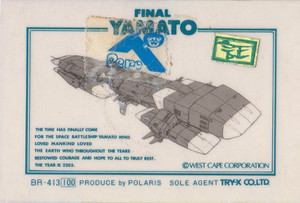 FINAL
YAMATO
THE TIME HAS FINALLY COME
FOR THE SPACE BATTLESHIP YAMATO WHO
LOVED MANKIND LOVED
THE EARTH WHO THROUGHOUT THE YEARS
BESTOWED COURAGE AND HOPE TO ALL TO TRULY REST.
THE YEAR IS 2203.
©WEST CAPE CORPORATION
BR-413 100 PRODUCE by POLARIS SOLE AGENT TRY-X CO.,LTD.